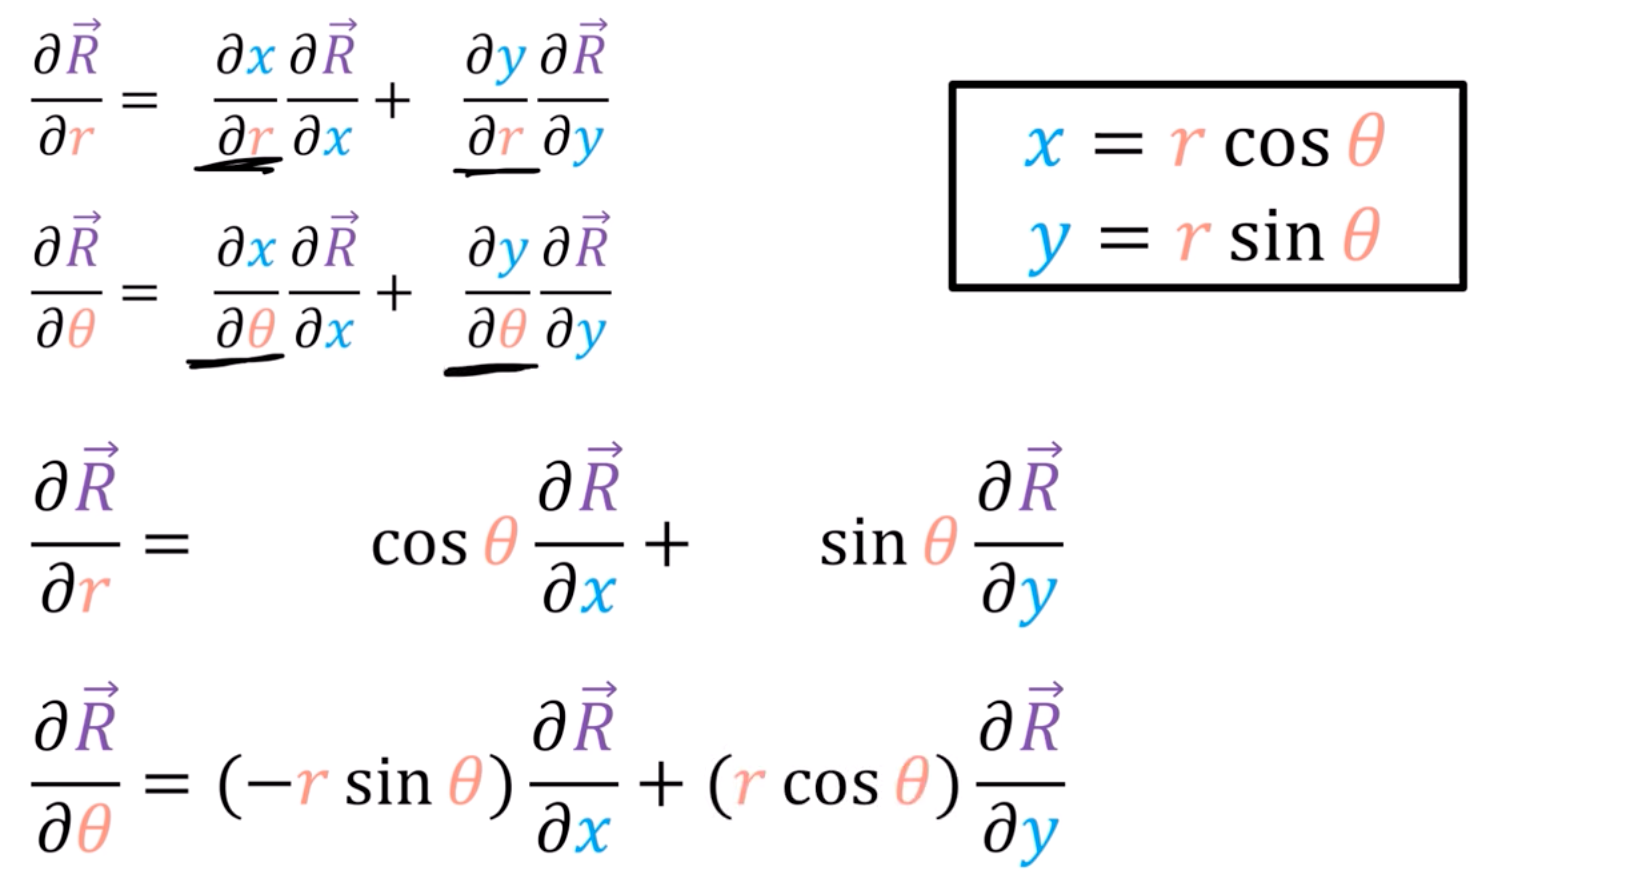 ∂R⃗/∂r = ∂x/∂r ∂R⃗/∂x + ∂y/∂r ∂R⃗/∂y
x = r cos θ
y = r sin θ
∂R⃗/∂θ = ∂x/∂θ ∂R⃗/∂x + ∂y/∂θ ∂R⃗/∂y
∂R⃗/∂r = cos θ ∂R⃗/∂x + sin θ ∂R⃗/∂y
∂R⃗/∂θ = (−r sin θ) ∂R⃗/∂x + (r cos θ) ∂R⃗/∂y